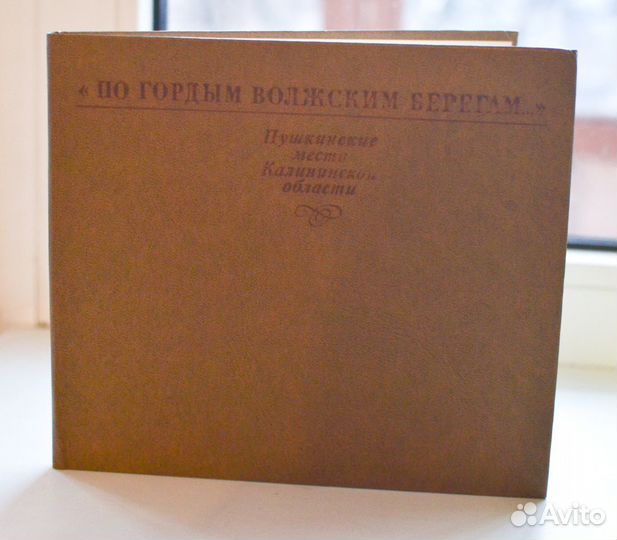 « ПО ГОРДЫМ ВОЛЖСКИМ БЕРЕГАМ...»
Пушкинские
места
Калининской
области
Avito